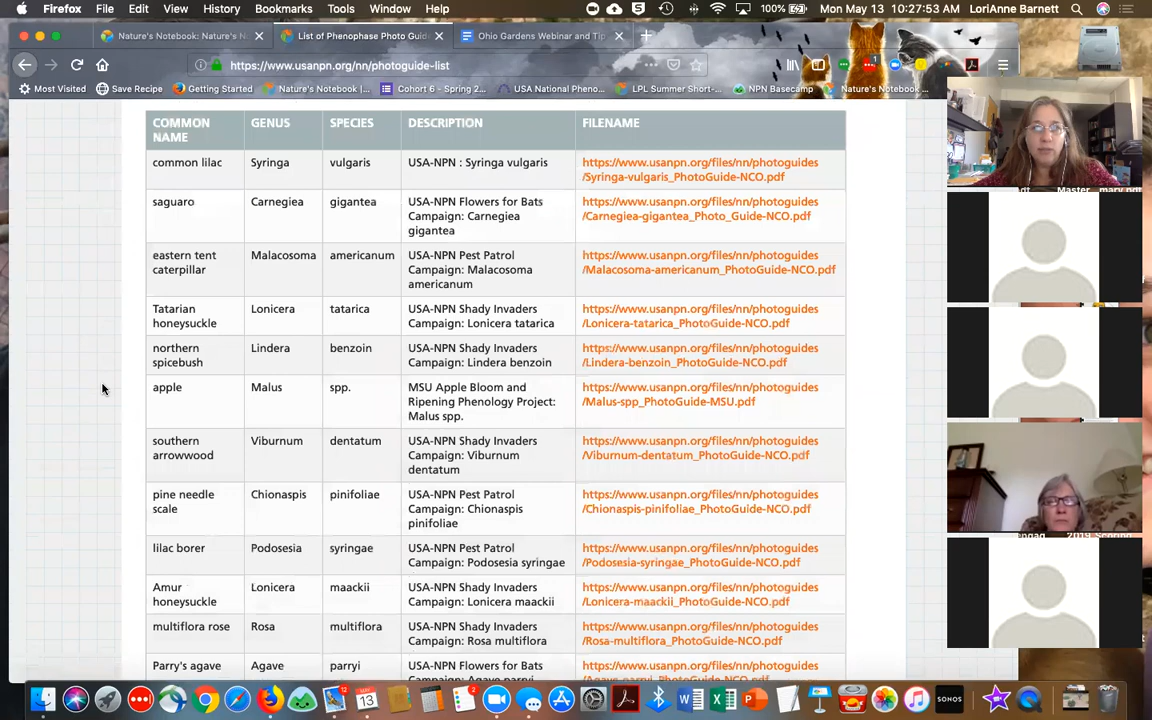 Firefox File Edit View History Bookmarks Tools Window Help 100% Mon May 13 10:27:53 AM LoriAnne Barnett
Nature's Notebook: Nature's N × List of Phenophase Photo Guid × Ohio Gardens Webinar and Tip ×
https://www.usanpn.org/nn/photoguide-list
Most Visited Save Recipe Getting Started Nature's Notebook |... Cohort 6 - Spring 2... USA National Pheno... LPL Summer Short-... NPN Basecamp Nature's Notebook ...
COMMON NAME GENUS SPECIES DESCRIPTION FILENAME
common lilac Syringa vulgaris USA-NPN : Syringa vulgaris https://www.usanpn.org/files/nn/photoguides
/Syringa-vulgaris_PhotoGuide-NCO.pdf
saguaro Carnegiea gigantea USA-NPN Flowers for Bats https://www.usanpn.org/files/nn/photoguides
Campaign: Carnegiea /Carnegiea-gigantea_Photo_Guide-NCO.pdf
gigantea
eastern tent Malacosoma americanum USA-NPN Pest Patrol https://www.usanpn.org/files/nn/photoguides
caterpillar Campaign: Malacosoma /Malacosoma-americanum_PhotoGuide-NCO.pdf
americanum
Tatarian Lonicera tatarica USA-NPN Shady Invaders https://www.usanpn.org/files/nn/photoguides
honeysuckle Campaign: Lonicera tatarica /Lonicera-tatarica_PhotoGuide-NCO.pdf
northern Lindera benzoin USA-NPN Shady Invaders https://www.usanpn.org/files/nn/photoguides
spicebush Campaign: Lindera benzoin /Lindera-benzoin_PhotoGuide-NCO.pdf
apple Malus spp. MSU Apple Bloom and https://www.usanpn.org/files/nn/photoguides
Ripening Phenology Project: /Malus-spp_PhotoGuide-MSU.pdf
Malus spp.
southern Viburnum dentatum USA-NPN Shady Invaders https://www.usanpn.org/files/nn/photoguides
arrowwood Campaign: Viburnum /Viburnum-dentatum_PhotoGuide-NCO.pdf
dentatum
pine needle Chionaspis pinifoliae USA-NPN Pest Patrol https://www.usanpn.org/files/nn/photoguides
scale Campaign: Chionaspis /Chionaspis-pinifoliae_PhotoGuide-NCO.pdf
pinifoliae
lilac borer Podosesia syringae USA-NPN Pest Patrol https://www.usanpn.org/files/nn/photoguides
Campaign: Podosesia syringae /Podosesia-syringae_PhotoGuide-NCO.pdf
Amur Lonicera maackii USA-NPN Shady Invaders https://www.usanpn.org/files/nn/photoguides
honeysuckle Campaign: Lonicera maackii /Lonicera-maackii_PhotoGuide-NCO.pdf
multiflora rose Rosa multiflora USA-NPN Shady Invaders https://www.usanpn.org/files/nn/photoguides
Campaign: Rosa multiflora /Rosa-multiflora_PhotoGuide-NCO.pdf
Parry's agave Agave parryi USA-NPN Flowers for Bats https://www.usanpn.org/files/nn/photoguides
SONOS